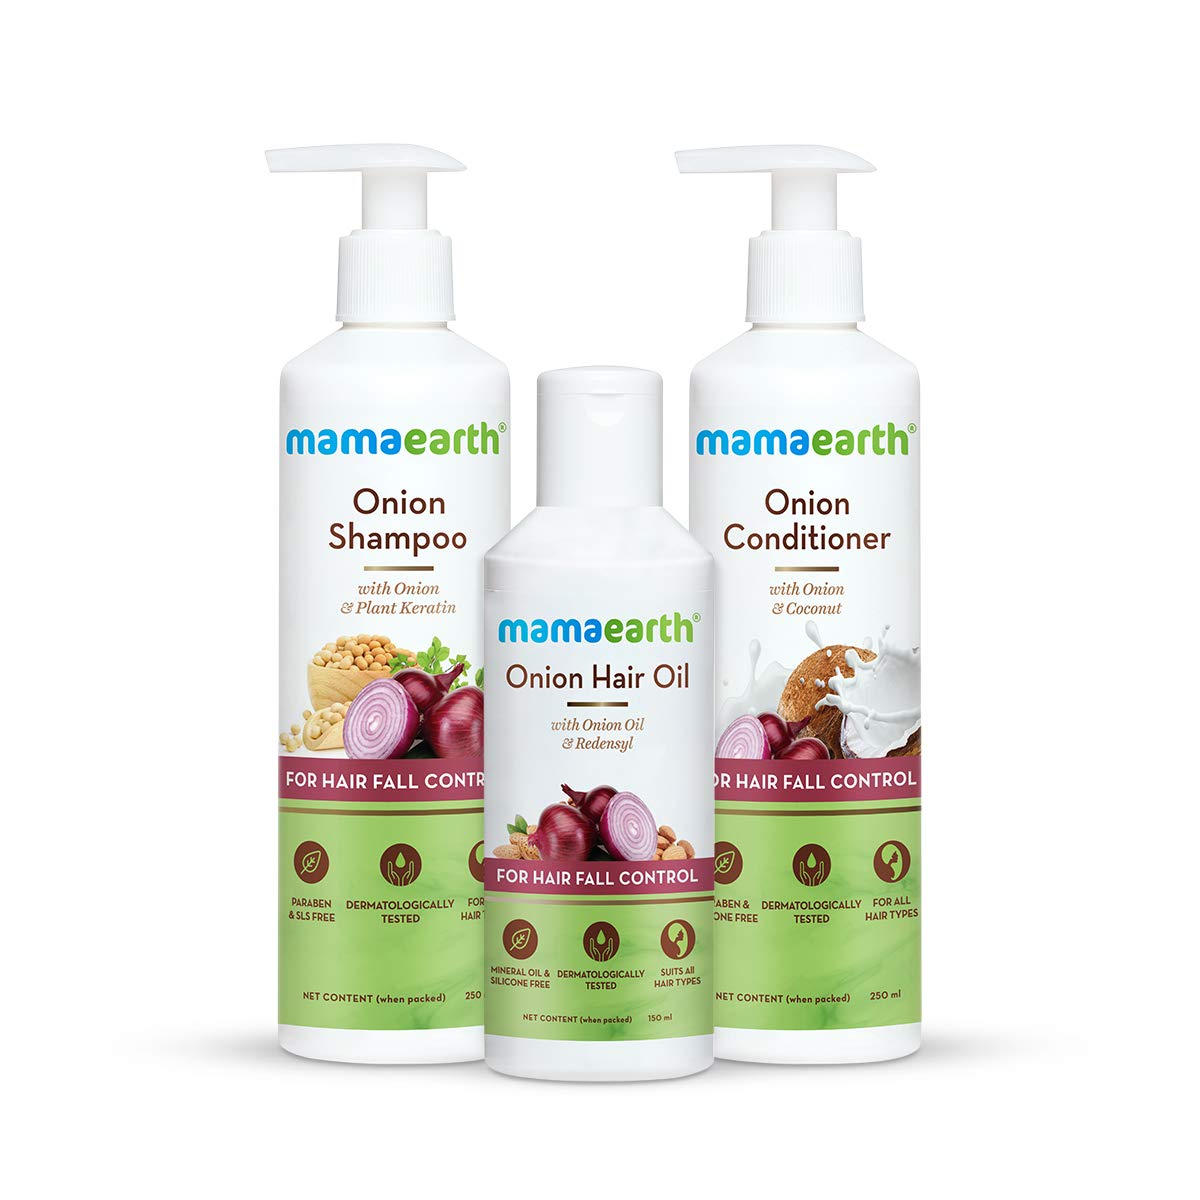 mamaearth®
Onion
Shampoo
with Onion
& Plant Keratin
FOR HAIR FALL
PARABEN
& SLS FREE
DERMATOLOGICALLY
TESTED
NET CONTENT (when packed) 250
mamaearth®
Onion Hair Oil
with Onion Oil
& Redensyl
FOR HAIR FALL CONTROL
MINERAL OIL &
SILICONE FREE
DERMATOLOGICALLY
TESTED
SUITS All
HAIR TYPES
NET CONTENT (when packed) 150 ml
mamaearth®
Onion
Conditioner
with Onion
& Coconut
HAIR FALL CONTROL
&
FREE
DERMATOLOGICALLY
TESTED
FOR ALL
HAIR TYPES
NET CONTENT (when packed) 250 ml